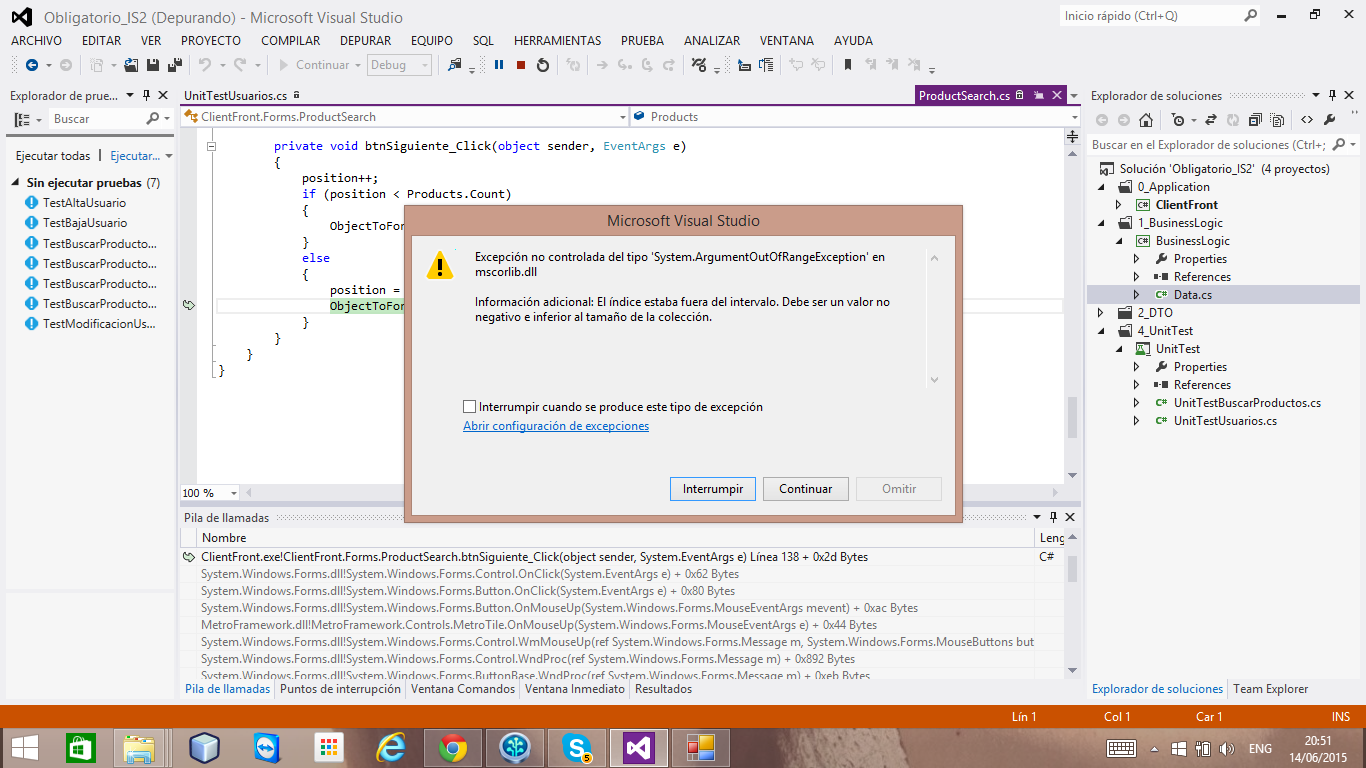 Obligatorio_IS2 (Depurando) - Microsoft Visual Studio
Inicio rápido (Ctrl+Q)
ARCHIVO EDITAR VER PROYECTO COMPILAR DEPURAR EQUIPO SQL HERRAMIENTAS PRUEBA ANALIZAR VENTANA AYUDA
Continuar Debug
Explorador de prue...
Buscar
Ejecutar todas | Ejecutar...
Sin ejecutar pruebas (7)
TestAltaUsuario
TestBajaUsuario
TestBuscarProducto...
TestBuscarProducto...
TestBuscarProducto...
TestBuscarProducto...
TestModificacionUs...
UnitTestUsuarios.cs
ProductSearch.cs
ClientFront.Forms.ProductSearch
Products
private void btnSiguiente_Click(object sender, EventArgs e)
{
position++;
if (position < Products.Count)
{
ObjectToFor
}
else
{
position =
ObjectToFor
}
}
}
}
100 %
Microsoft Visual Studio
Excepción no controlada del tipo 'System.ArgumentOutOfRangeException' en
mscorlib.dll
Información adicional: El índice estaba fuera del intervalo. Debe ser un valor no
negativo e inferior al tamaño de la colección.
Interrumpir cuando se produce este tipo de excepción
Abrir configuración de excepciones
Interrumpir
Continuar
Omitir
Pila de llamadas
Nombre
Leng
ClientFront.exe!ClientFront.Forms.ProductSearch.btnSiguiente_Click(object sender, System.EventArgs e) Línea 138 + 0x2d Bytes
C#
System.Windows.Forms.dll!System.Windows.Forms.Control.OnClick(System.EventArgs e) + 0x62 Bytes
System.Windows.Forms.dll!System.Windows.Forms.Button.OnClick(System.EventArgs e) + 0x80 Bytes
System.Windows.Forms.dll!System.Windows.Forms.Button.OnMouseUp(System.Windows.Forms.MouseEventArgs mevent) + 0xac Bytes
MetroFramework.dll!MetroFramework.Controls.MetroTile.OnMouseUp(System.Windows.Forms.MouseEventArgs e) + 0x44 Bytes
System.Windows.Forms.dll!System.Windows.Forms.Control.WmMouseUp(ref System.Windows.Forms.Message m, System.Windows.Forms.MouseButtons but
System.Windows.Forms.dll!System.Windows.Forms.Control.WndProc(ref System.Windows.Forms.Message m) + 0x892 Bytes
System.Windows.Forms.dll!System.Windows.Forms.ButtonBase.WndProc(ref System.Windows.Forms.Message m) + 0xeb Bytes
Pila de llamadas Puntos de interrupción Ventana Comandos Ventana Inmediato Resultados
Explorador de soluciones
Buscar en el Explorador de soluciones (Ctrl+;
Solución 'Obligatorio_IS2' (4 proyectos)
0_Application
C# ClientFront
1_BusinessLogic
C# BusinessLogic
Properties
References
C# Data.cs
2_DTO
4_UnitTest
UnitTest
Properties
References
C# UnitTestBuscarProductos.cs
C# UnitTestUsuarios.cs
Explorador de soluciones Team Explorer
Lín 1 Col 1 Car 1 INS
5
ENG
20:51
14/06/2015